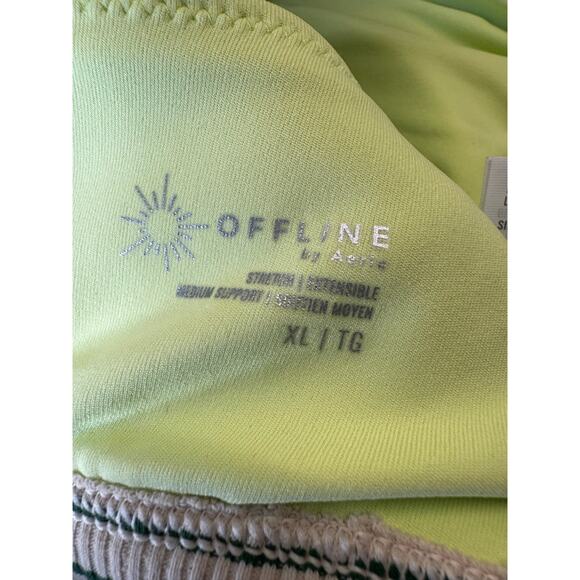 OFFLINE
by Aerie
STRETCH | EXTENSIBLE
MEDIUM SUPPORT | SOUTIEN MOYEN
XL | TG